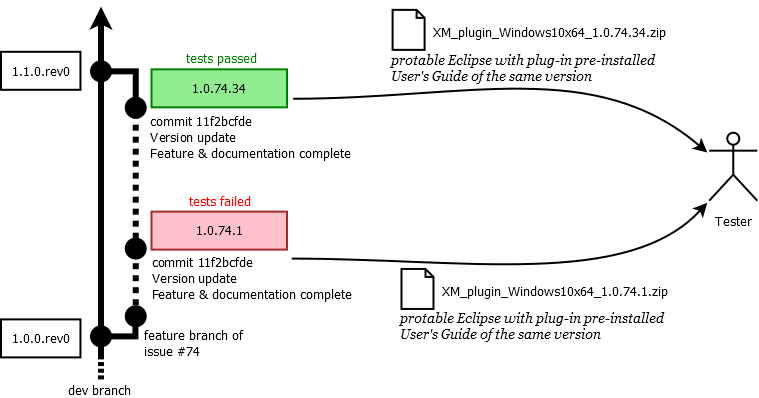 XM_plugin_Windows10x64_1.0.74.34.zip
protable Eclipse with plug-in pre-installed
User's Guide of the same version
tests passed
1.1.0.rev0
1.0.74.34
commit 11f2bcfde
Version update
Feature & documentation complete
Tester
tests failed
1.0.74.1
commit 11f2bcfde
Version update
Feature & documentation complete
XM_plugin_Windows10x64_1.0.74.1.zip
protable Eclipse with plug-in pre-installed
User's Guide of the same version
1.0.0.rev0
feature branch of
issue #74
dev branch